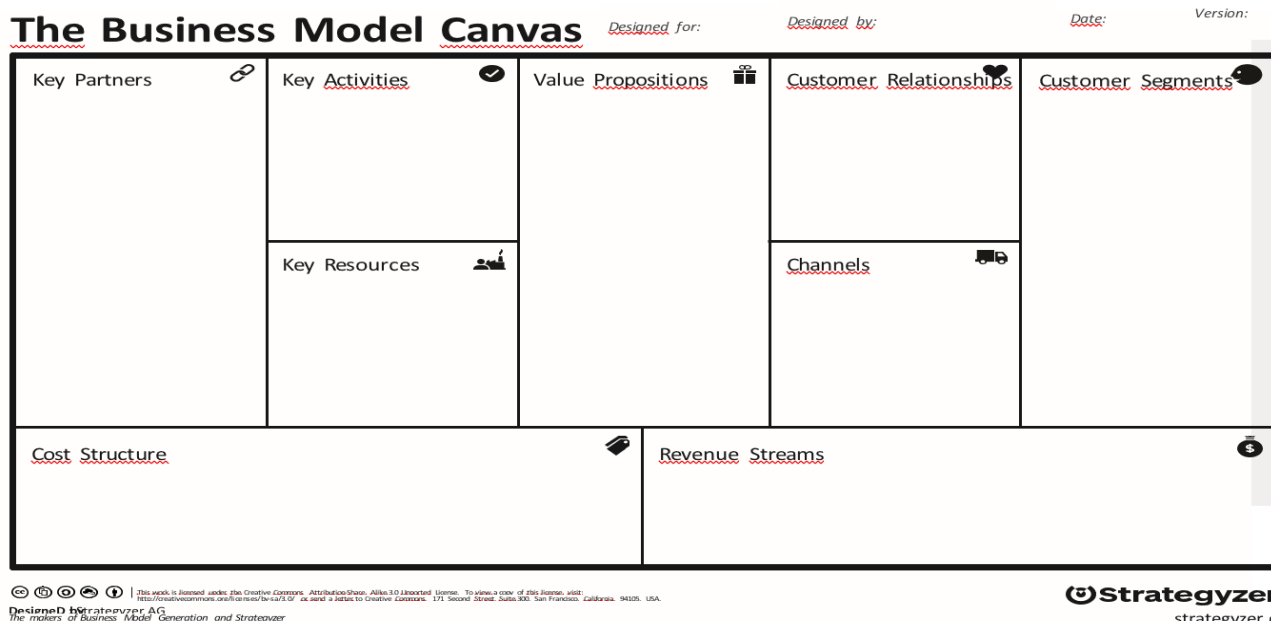 The Business Model Canvas
Designed for:
Designed by:
Date:
Version:
Key Partners
Key Activities
Value Propositions
Customer Relationships
Customer Segments
Key Resources
Channels
Cost Structure
Revenue Streams
This work is licensed under the Creative Commons Attribution-Share Alike 3.0 Unported License. To view a copy of this license, visit:
http://creativecommons.org/licenses/by-sa/3.0/ or send a letter to Creative Commons, 171 Second Street, Suite 300, San Francisco, California, 94105, USA.
DesigneD by: Strategyzer AG
The makers of Business Model Generation and Strategyzer
Strategyzer
strategyzer.c